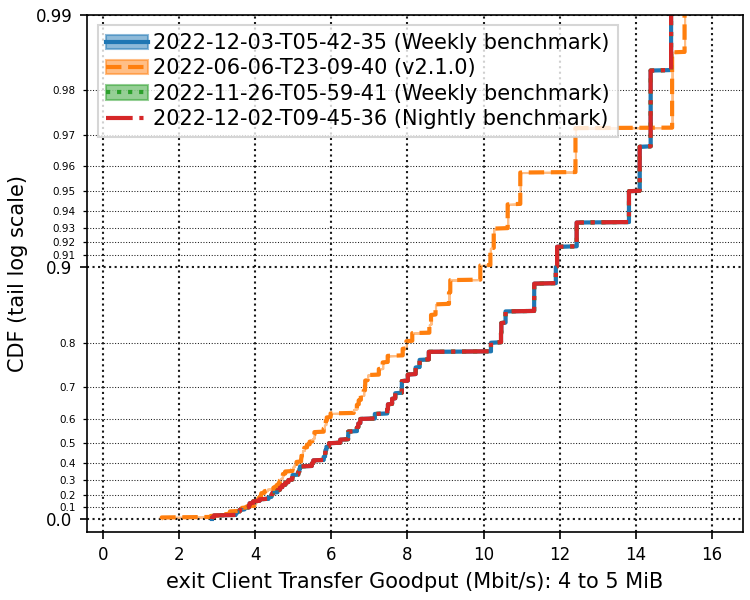 0.99
2022-12-03-T05-42-35 (Weekly benchmark)
2022-06-06-T23-09-40 (v2.1.0)
2022-11-26-T05-59-41 (Weekly benchmark)
2022-12-02-T09-45-36 (Nightly benchmark)
0.98
0.97
0.96
0.95
0.94
0.93
0.92
0.91
0.9
0.8
0.7
0.6
0.5
0.4
0.3
0.2
0.1
0.0
CDF (tail log scale)
0 2 4 6 8 10 12 14 16
exit Client Transfer Goodput (Mbit/s): 4 to 5 MiB